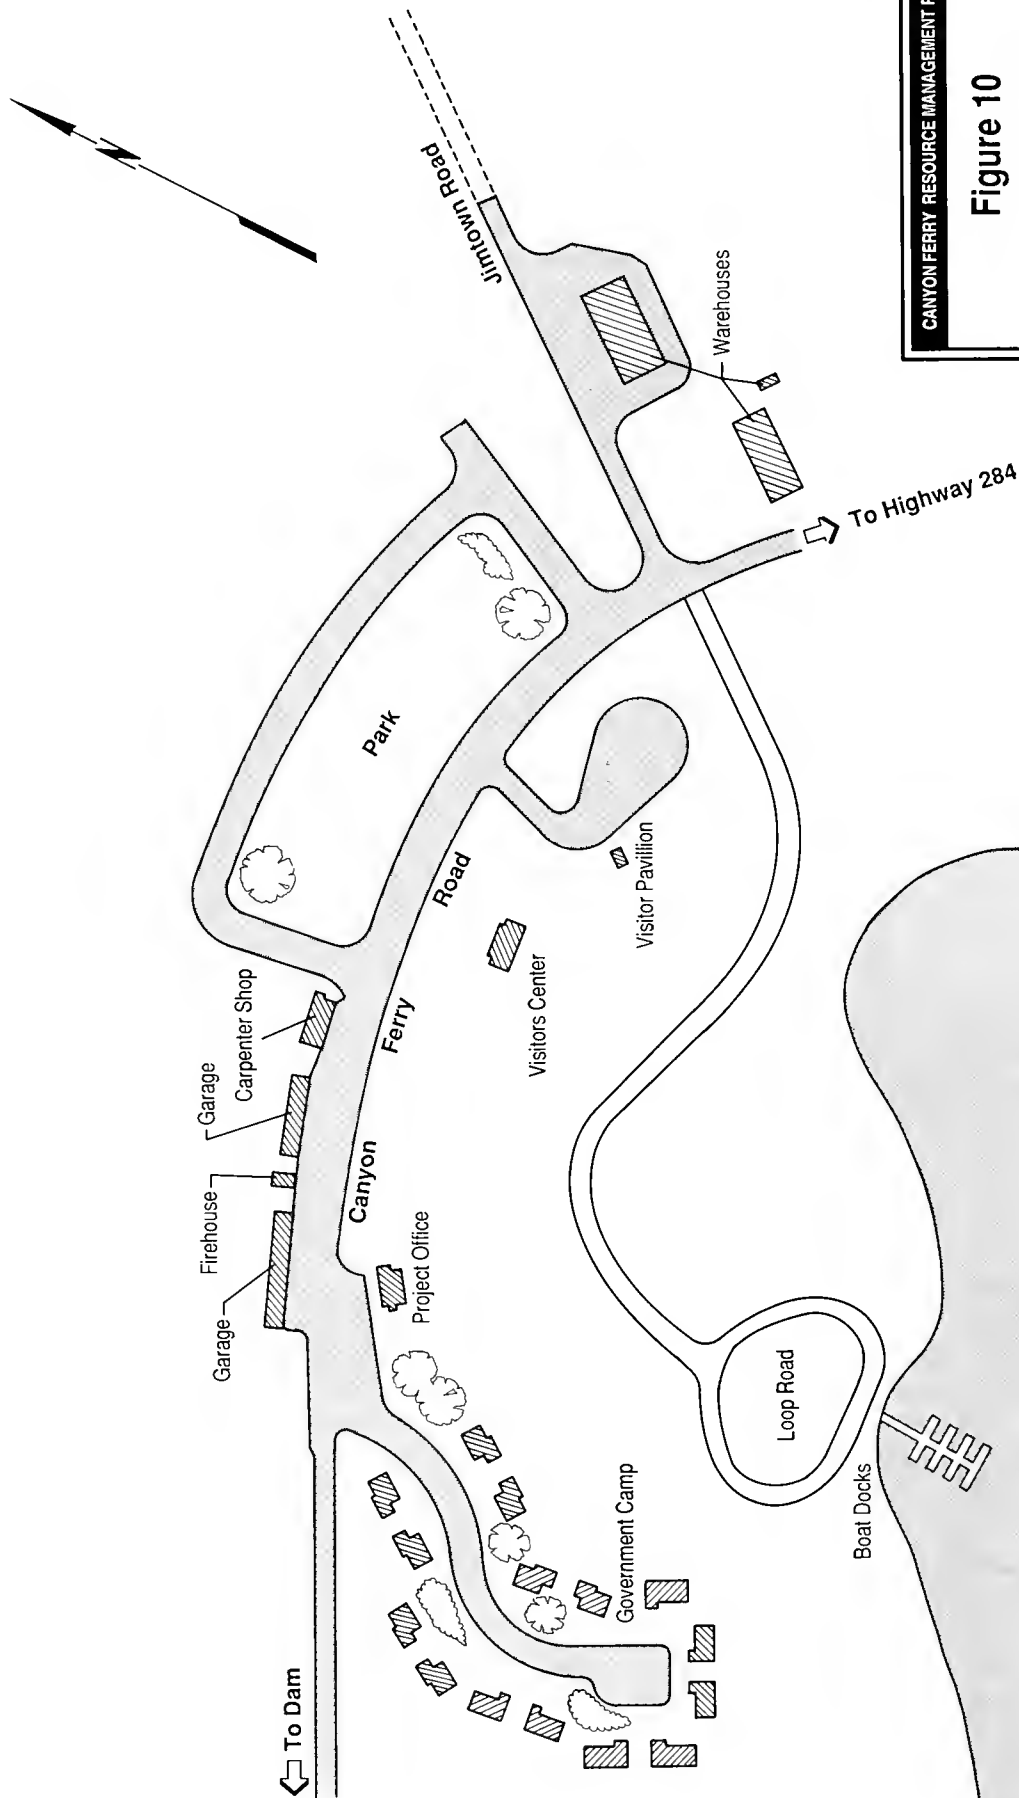 N
Jimtown Road
Warehouses
To Highway 284
Park
Canyon Ferry Road
Carpenter Shop
Garage
Firehouse
Garage
Visitor Pavillion
Visitors Center
Project Office
Loop Road
Boat Docks
Government Camp
To Dam
CANYON FERRY RESOURCE MANAGEMENT
Figure 10